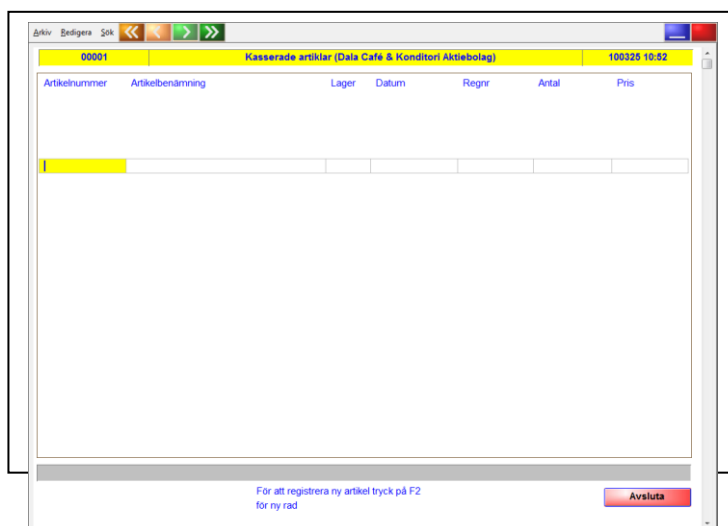 Arkiv Redigera Sök
00001 Kasserade artiklar (Dala Café & Konditori Aktiebolag) 100325 10:52
Artikelnummer Artikelbenämning Lager Datum Regnr Antal Pris
För att registrera ny artikel tryck på F2
för ny rad
Avsluta